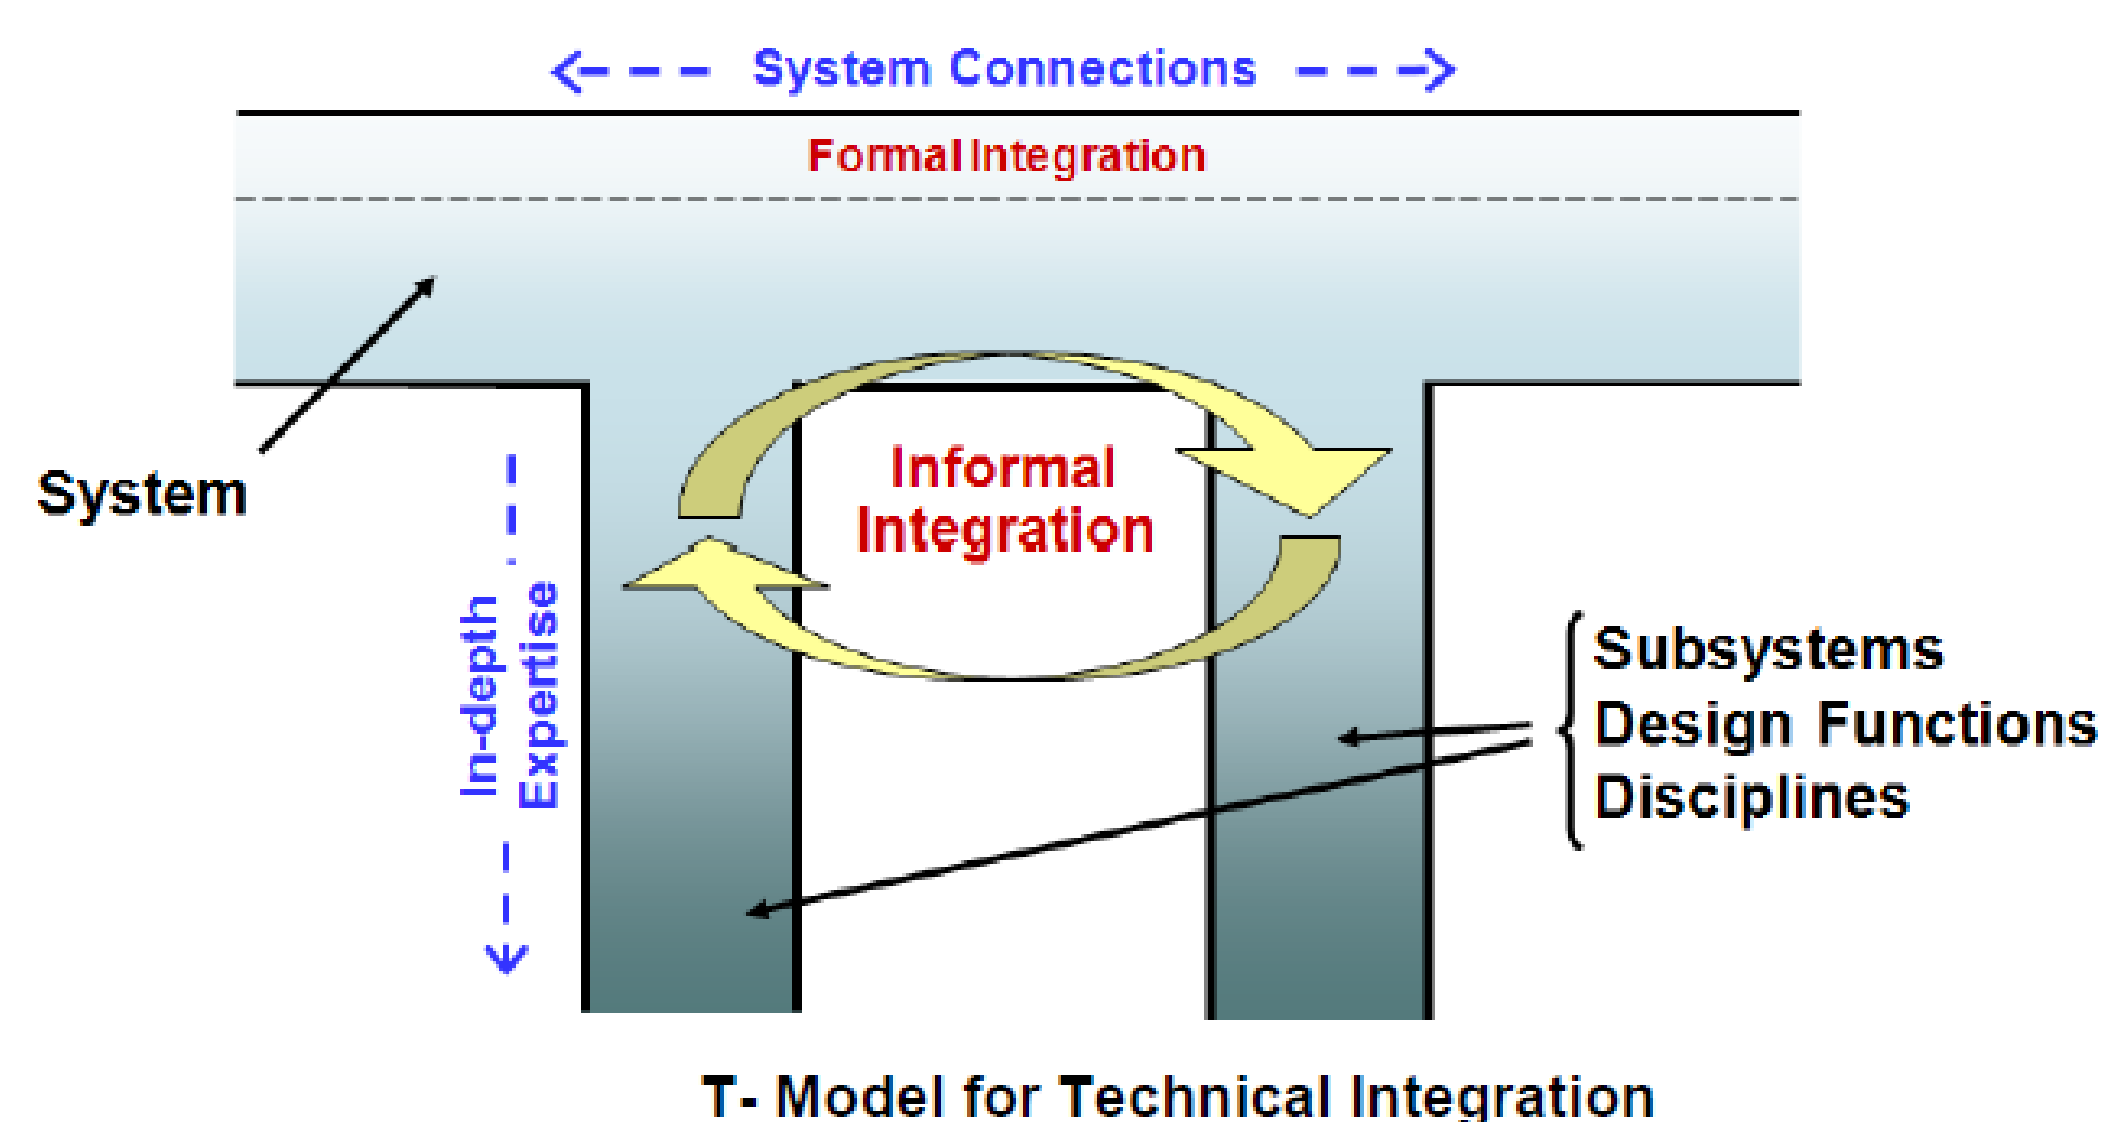 System Connections
Formal Integration
Informal
Integration
System
In-depth
Expertise
Subsystems
Design Functions
Disciplines
T- Model for Technical Integration